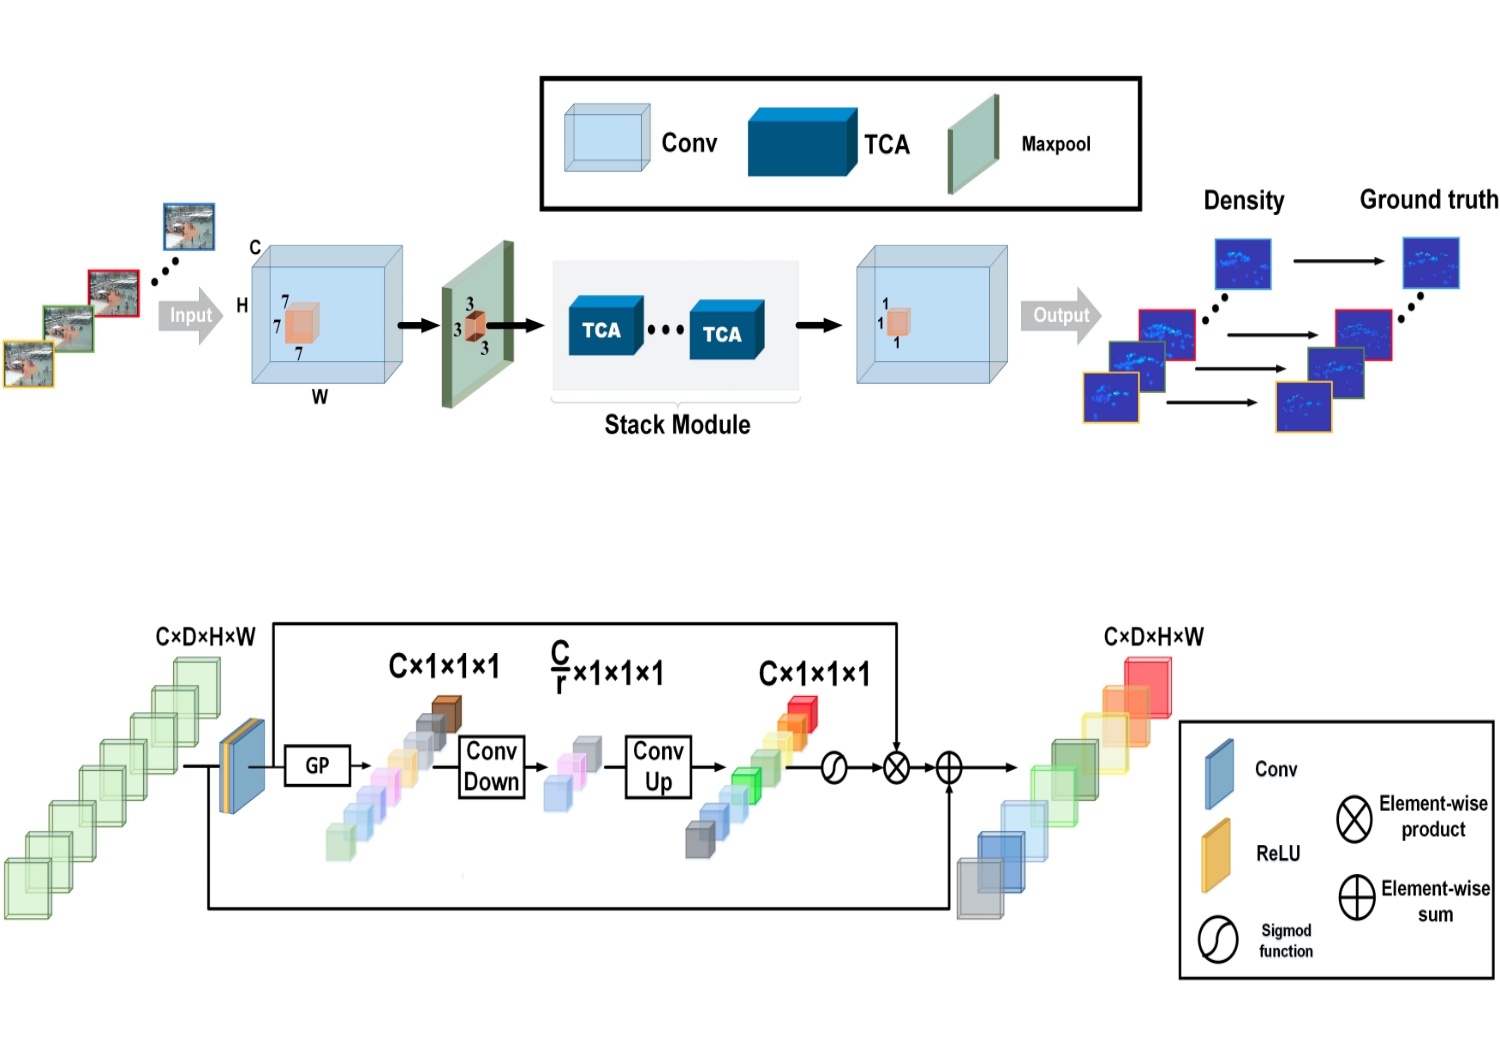 Conv
TCA
Maxpool
Density
Ground truth
C
H
W
7
7
7
Input
3
3
3
TCA
TCA
Stack Module
1
1
1
Output
C×D×H×W
C×1×1×1
C/r×1×1×1
C×1×1×1
C×D×H×W
GP
Conv
Down
Conv
Up
Conv
ReLU
Sigmod
function
Element-wise
product
Element-wise
sum